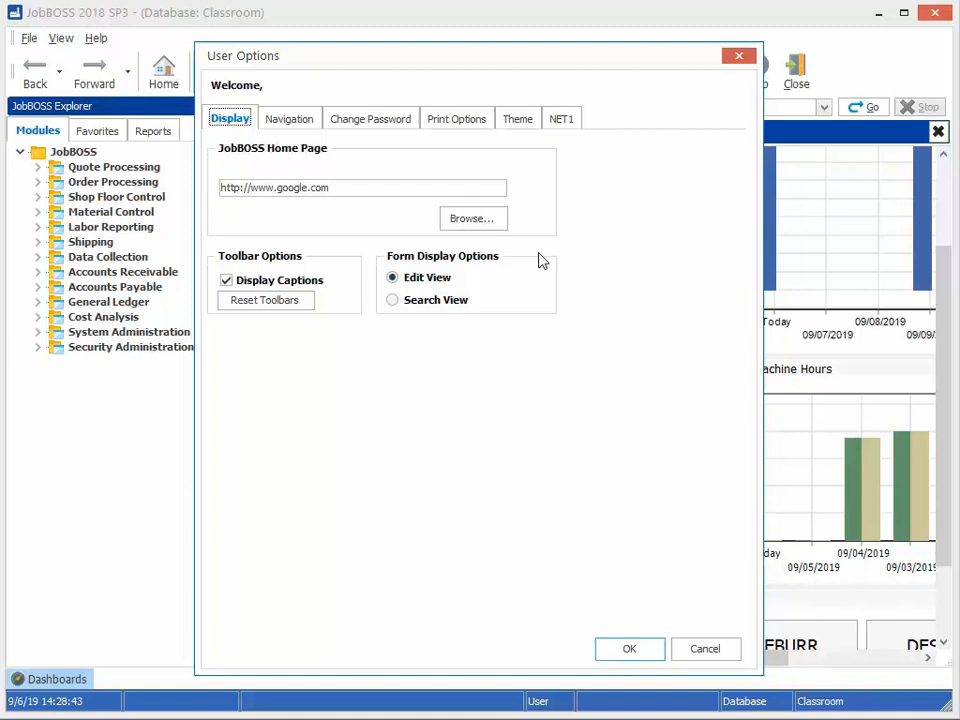 JobBOSS 2018 SP3 - (Database: Classroom)
File View Help
Back Forward Home Close
Go Stop
JobBOSS Explorer
Modules Favorites Reports
JobBOSS
Quote Processing
Order Processing
Shop Floor Control
Material Control
Labor Reporting
Shipping
Data Collection
Accounts Receivable
Accounts Payable
General Ledger
Cost Analysis
System Administration
Security Administration
User Options
Welcome,
Display Navigation Change Password Print Options Theme NET1
JobBOSS Home Page
http://www.google.com
Browse...
Toolbar Options
Display Captions
Reset Toolbars
Form Display Options
Edit View
Search View
OK Cancel
Today 09/08/2019
09/07/2019 09/09/
achine Hours
day 09/04/2019
09/05/2019 09/03/2019
EBURR DES
Dashboards
9/6/19 14:28:43 User Database Classroom